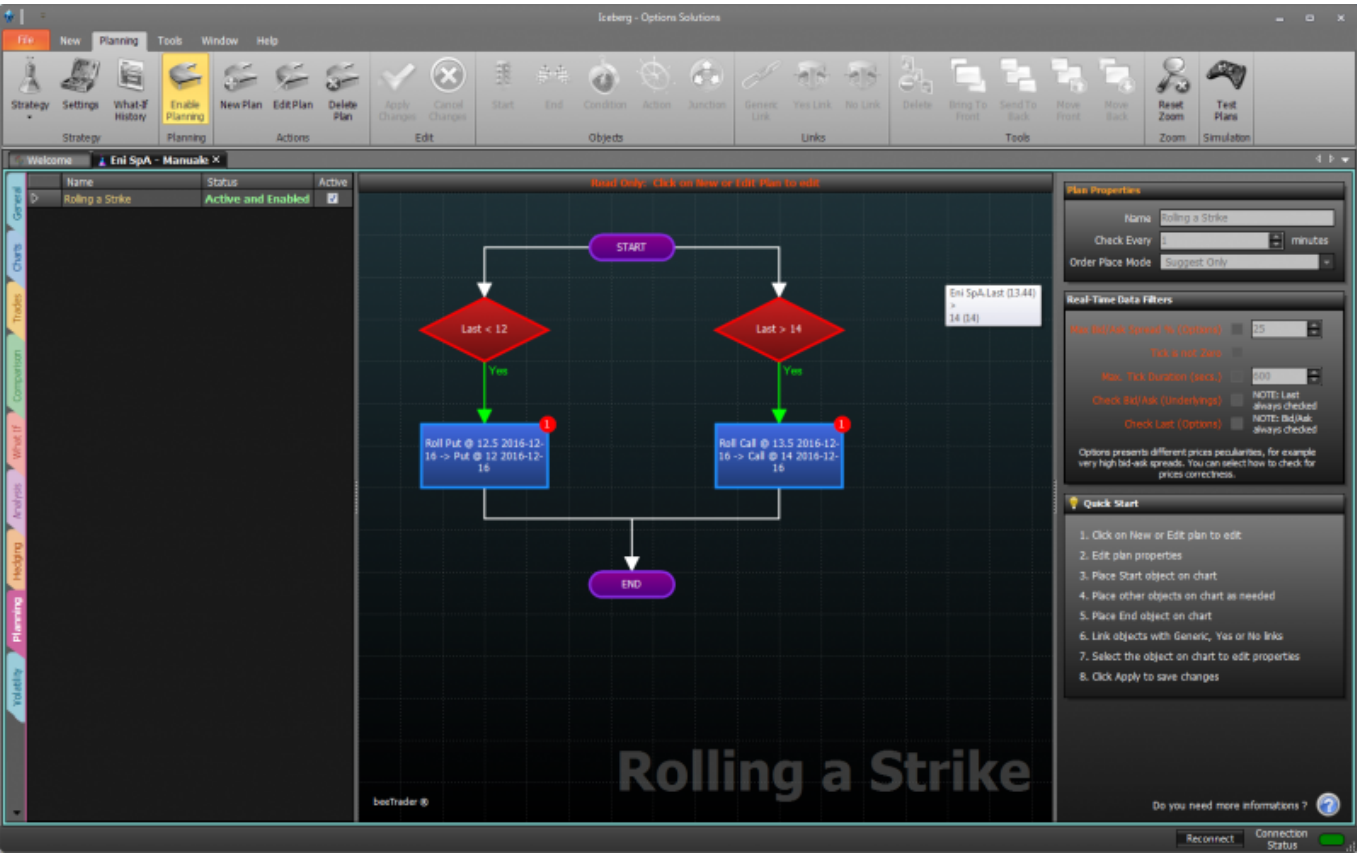 Iceberg - Options Solutions
File New Planning Tools Window Help
Strategy Settings What-If History Enable Planning New Plan Edit Plan Delete Plan Apply Changes Cancel Changes Start End Condition Action Junction Generic Link Yes Link No Link Delete Bring To Front Send To Back Move Front Move Back Reset Zoom Test Plans
Strategy Planning Actions Edit Objects Links Tools Zoom Simulation
Welcome Eni SpA - Manuale ×
General
Charts
Trades
Comparison
What If
Analysis
Hedging
Planning
Volatility
Name Status Active
Rolling a Strike Active and Enabled
Read Only: Click on New or Edit Plan to edit
START
Last < 12
Last > 14
Eni SpA.Last (13.44)
>
14 (14)
Yes
Yes
1
1
Roll Put @ 12.5 2016-12-
16 -> Put @ 12 2016-12-
16
Roll Call @ 13.5 2016-12-
16 -> Call @ 14 2016-12-
16
END
Rolling a Strike
beeTrader ®
Plan Properties
Name Rolling a Strike
Check Every 1 minutes
Order Place Mode Suggest Only
Real-Time Data Filters
Max Bid/Ask Spread % (Options) 25
Tick is not Zero
Max. Tick Duration (secs.) 600
Check Bid/Ask (Underlyings) NOTE: Last
always checked
Check Last (Options) NOTE: Bid/Ask
always checked
Options presents different prices peculiarities, for example
very high bid-ask spreads. You can select how to check for
prices correctness.
Quick Start
1. Click on New or Edit plan to edit
2. Edit plan properties
3. Place Start object on chart
4. Place other objects on chart as needed
5. Place End object on chart
6. Link objects with Generic, Yes or No links
7. Select the object on chart to edit properties
8. Click Apply to save changes
Do you need more informations ?
Reconnect Connection
Status